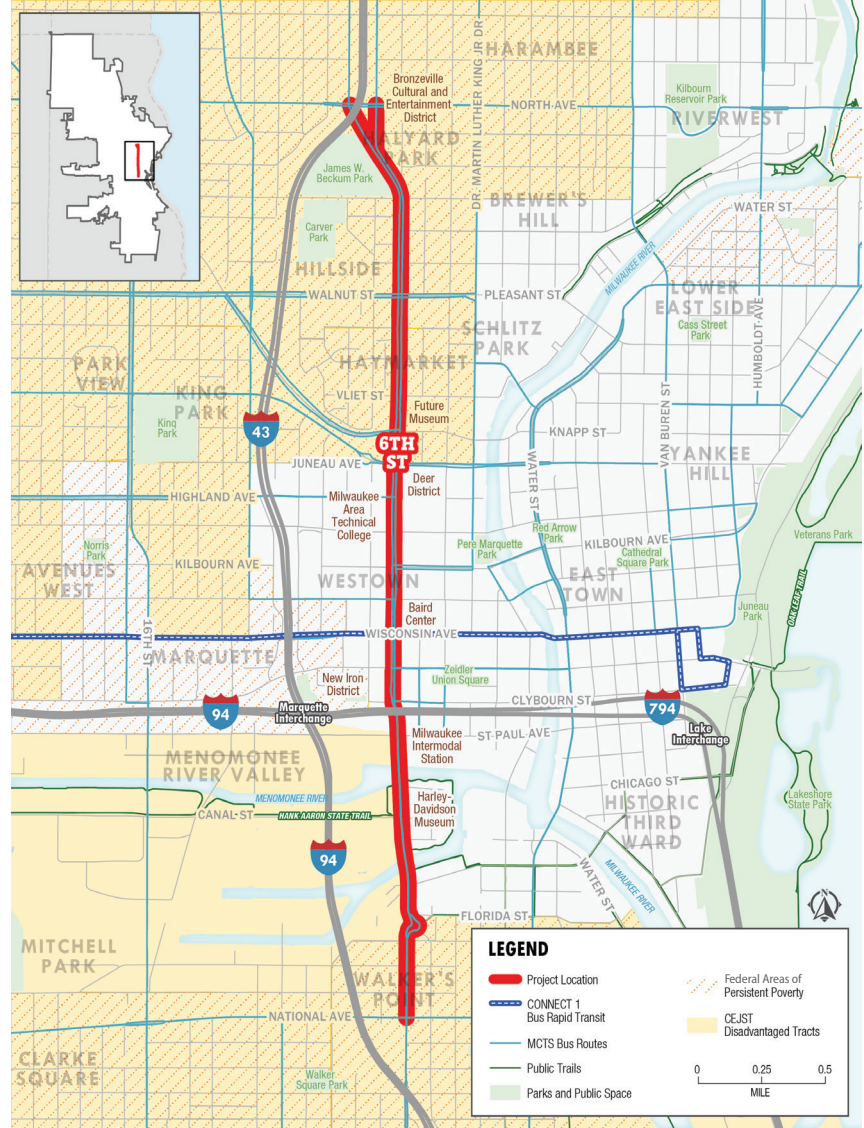 HARAMBEE
DR. MARTIN LUTHER KING JR DR
Bronzeville
Cultural and
Entertainment
District
NORTH AVE
Kilbourn
Reservoir Park
RIVERWEST
HALYARD
PARK
James W.
Beckum Park
BREWER'S
HILL
WATER ST
Carver
Park
MILWAUKEE RIVER
HILLSIDE
WALNUT ST
PLEASANT ST
LOWER
EAST SIDE
Cass Street
Park
HUMBOLDT AVE
SCHLITZ
PARK
PARK
VIEW
HAYMARKET
KING
PARK
VLIET ST
King
Park
Future
Museum
43
6TH
ST
KNAPP ST
VAN BUREN ST
YANKEE
HILL
JUNEAU AVE
WATER ST
Deer
District
HIGHLAND AVE
Milwaukee
Area
Technical
College
Norris
Park
Pere Marquette
Park
Red Arrow
Park
KILBOURN AVE
Cathedral
Square Park
Veterans Park
AVENUES
WEST
KILBOURN AVE
WESTOWN
EAST
TOWN
OAK LEAF TRAIL
Juneau
Park
16TH ST
Baird
Center
WISCONSIN AVE
MARQUETTE
New Iron
District
Zeidler
Union Square
CLYBOURN ST
94
Marquette
Interchange
794
Lake
Interchange
Milwaukee
Intermodal
Station
ST PAUL AVE
MENOMONEE
RIVER VALLEY
CHICAGO ST
MENOMONEE RIVER
Harley-
Davidson
Museum
HISTORIC
THIRD
WARD
Lakeshore
State Park
CANAL ST
HANK AARON STATE TRAIL
94
WATER ST
MILWAUKEE RIVER
FLORIDA ST
MITCHELL
PARK
WALKER'S
POINT
NATIONAL AVE
CLARKE
SQUARE
Walker
Square Park
N
LEGEND
Project Location
CONNECT 1
Bus Rapid Transit
MCTS Bus Routes
Public Trails
Parks and Public Space
Federal Areas of
Persistent Poverty
CEJST
Disadvantaged Tracts
0 0.5
MILE